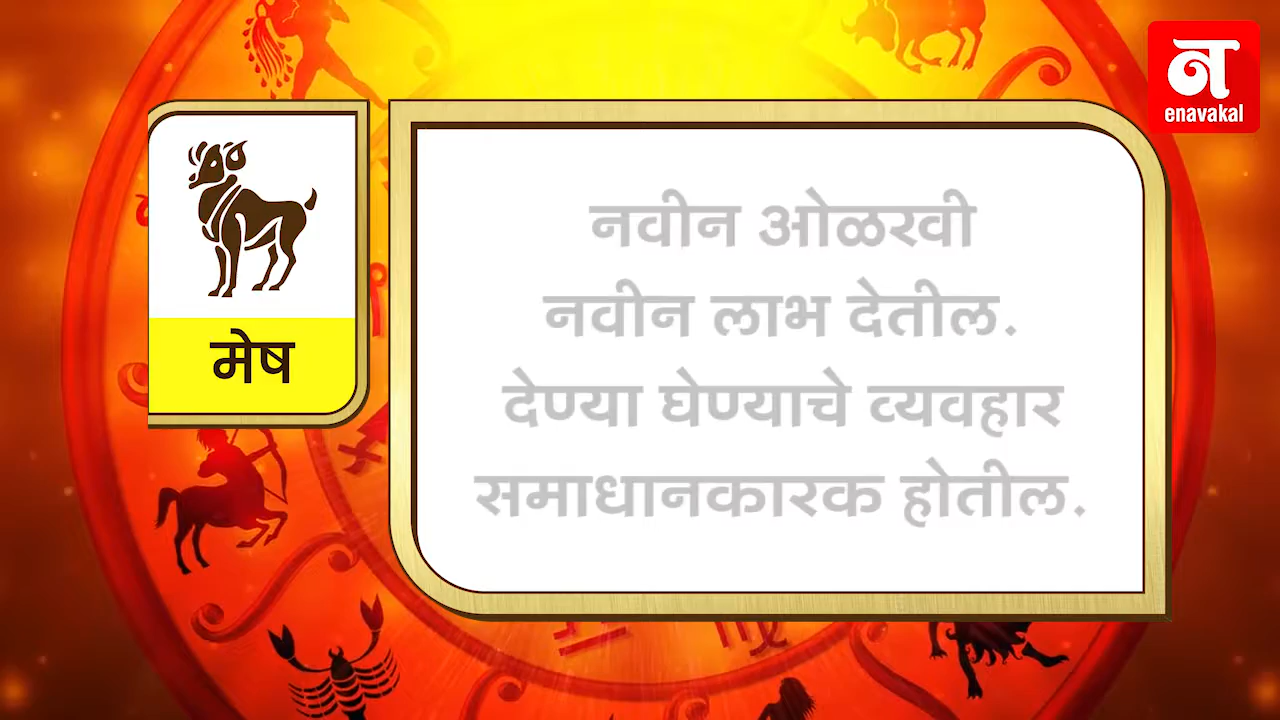 न
enavakal
मेष
नवीन ओळखी
नवीन लाभ देतील.
देण्या घेण्याचे व्यवहार
समाधानकारक होतील.